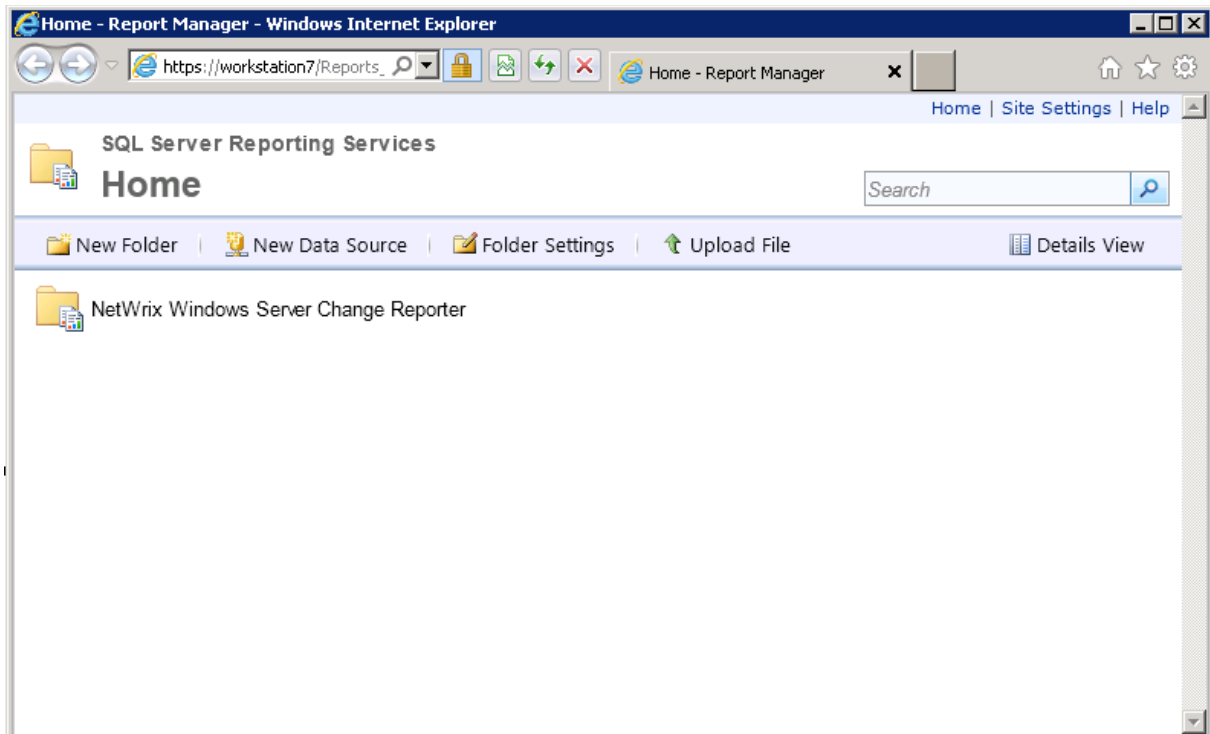 Home - Report Manager - Windows Internet Explorer
https://workstation7/Reports_
Home - Report Manager
Home | Site Settings | Help
SQL Server Reporting Services
Home
Search
New Folder
New Data Source
Folder Settings
Upload File
Details View
NetWrix Windows Server Change Reporter